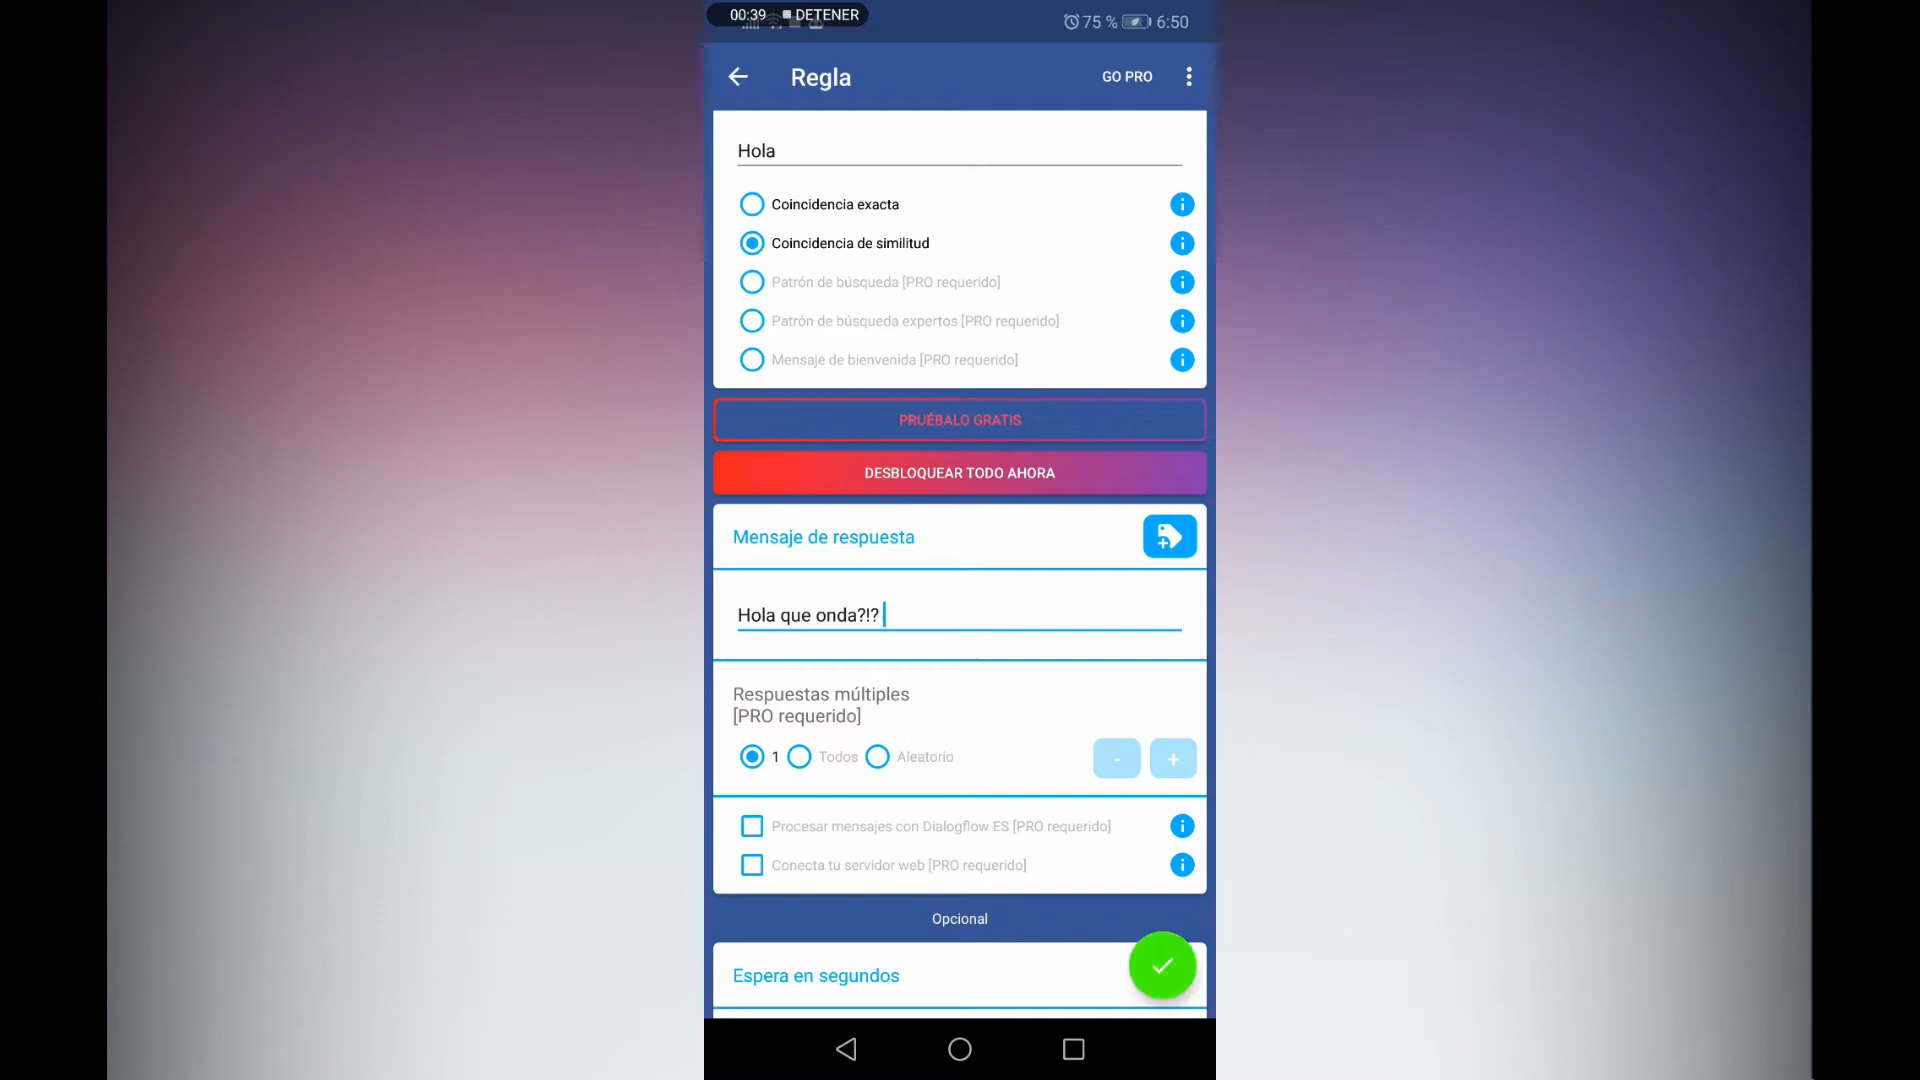 00:39 DETENER 75 % 6:50
Regla GO PRO
Hola
Coincidencia exacta
Coincidencia de similitud
Patrón de búsqueda [PRO requerido]
Patrón de búsqueda expertos [PRO requerido]
Mensaje de bienvenida [PRO requerido]
PRUÉBALO GRATIS
DESBLOQUEAR TODO AHORA
Mensaje de respuesta
Hola que onda?!?
Respuestas múltiples
[PRO requerido]
1 Todos Aleatorio - +
Procesar mensajes con Dialogflow ES [PRO requerido]
Conecta tu servidor web [PRO requerido]
Opcional
Espera en segundos